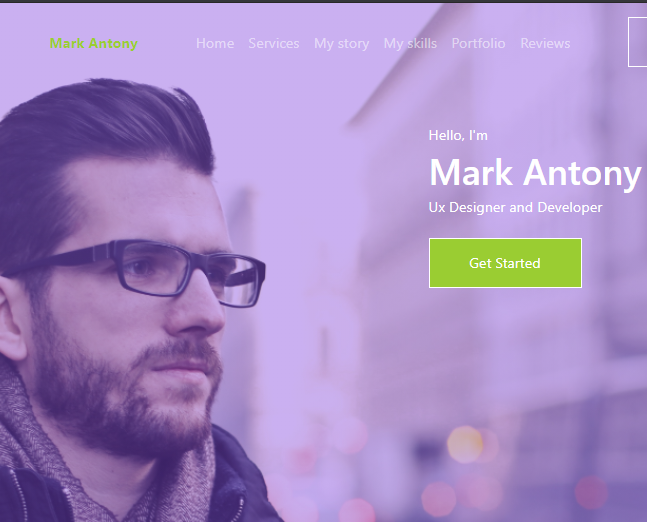 Mark Antony Home Services My story My skills Portfolio Reviews
Hello, I'm
Mark Antony
Ux Designer and Developer
Get Started